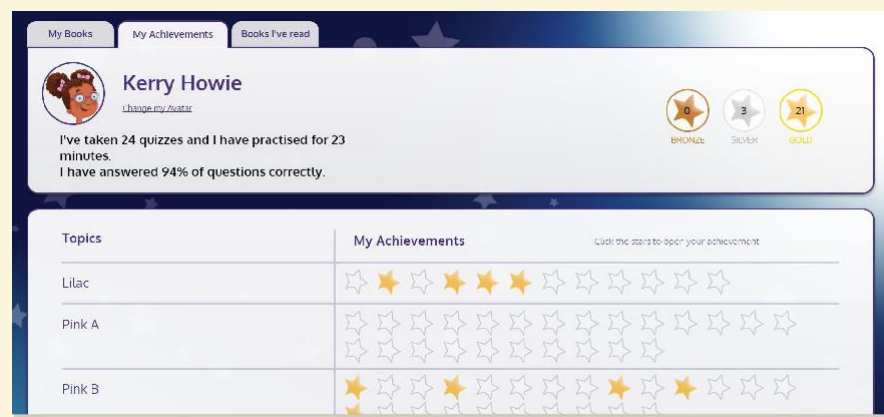 My Books
My Achievements
Books I've read
Kerry Howie
Change my Avatar
I've taken 24 quizzes and I have practised for 23
minutes.
I have answered 94% of questions correctly.
0
3
21
BRONZE
SILVER
GOLD
Topics
My Achievements
Click the stars to open your achievement
Lilac
Pink A
Pink B